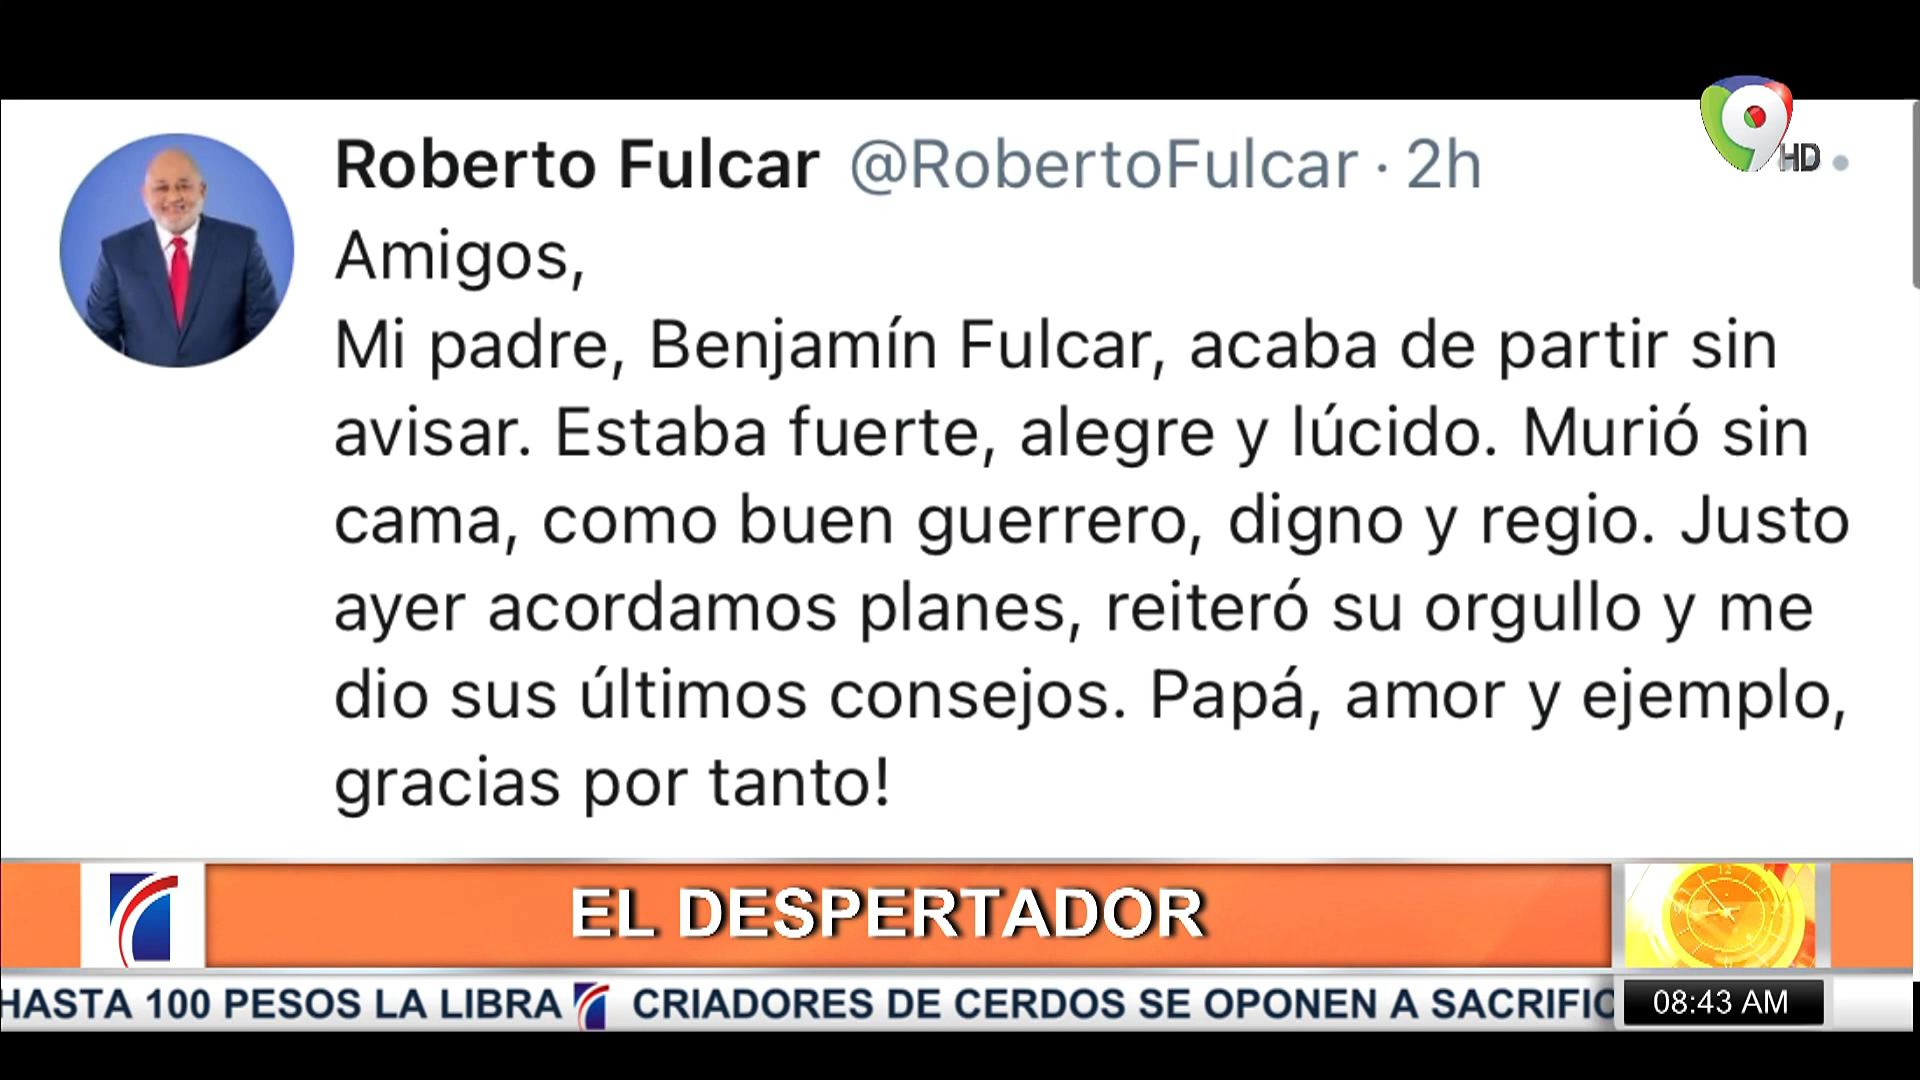 Roberto Fulcar @RobertoFulcar · 2h
Amigos,
Mi padre, Benjamín Fulcar, acaba de partir sin
avisar. Estaba fuerte, alegre y lúcido. Murió sin
cama, como buen guerrero, digno y regio. Justo
ayer acordamos planes, reiteró su orgullo y me
dio sus últimos consejos. Papá, amor y ejemplo,
gracias por tanto!
9 HD
EL DESPERTADOR
HASTA 100 PESOS LA LIBRA CRIADORES DE CERDOS SE OPONEN A SACRIFIC
08:43 AM